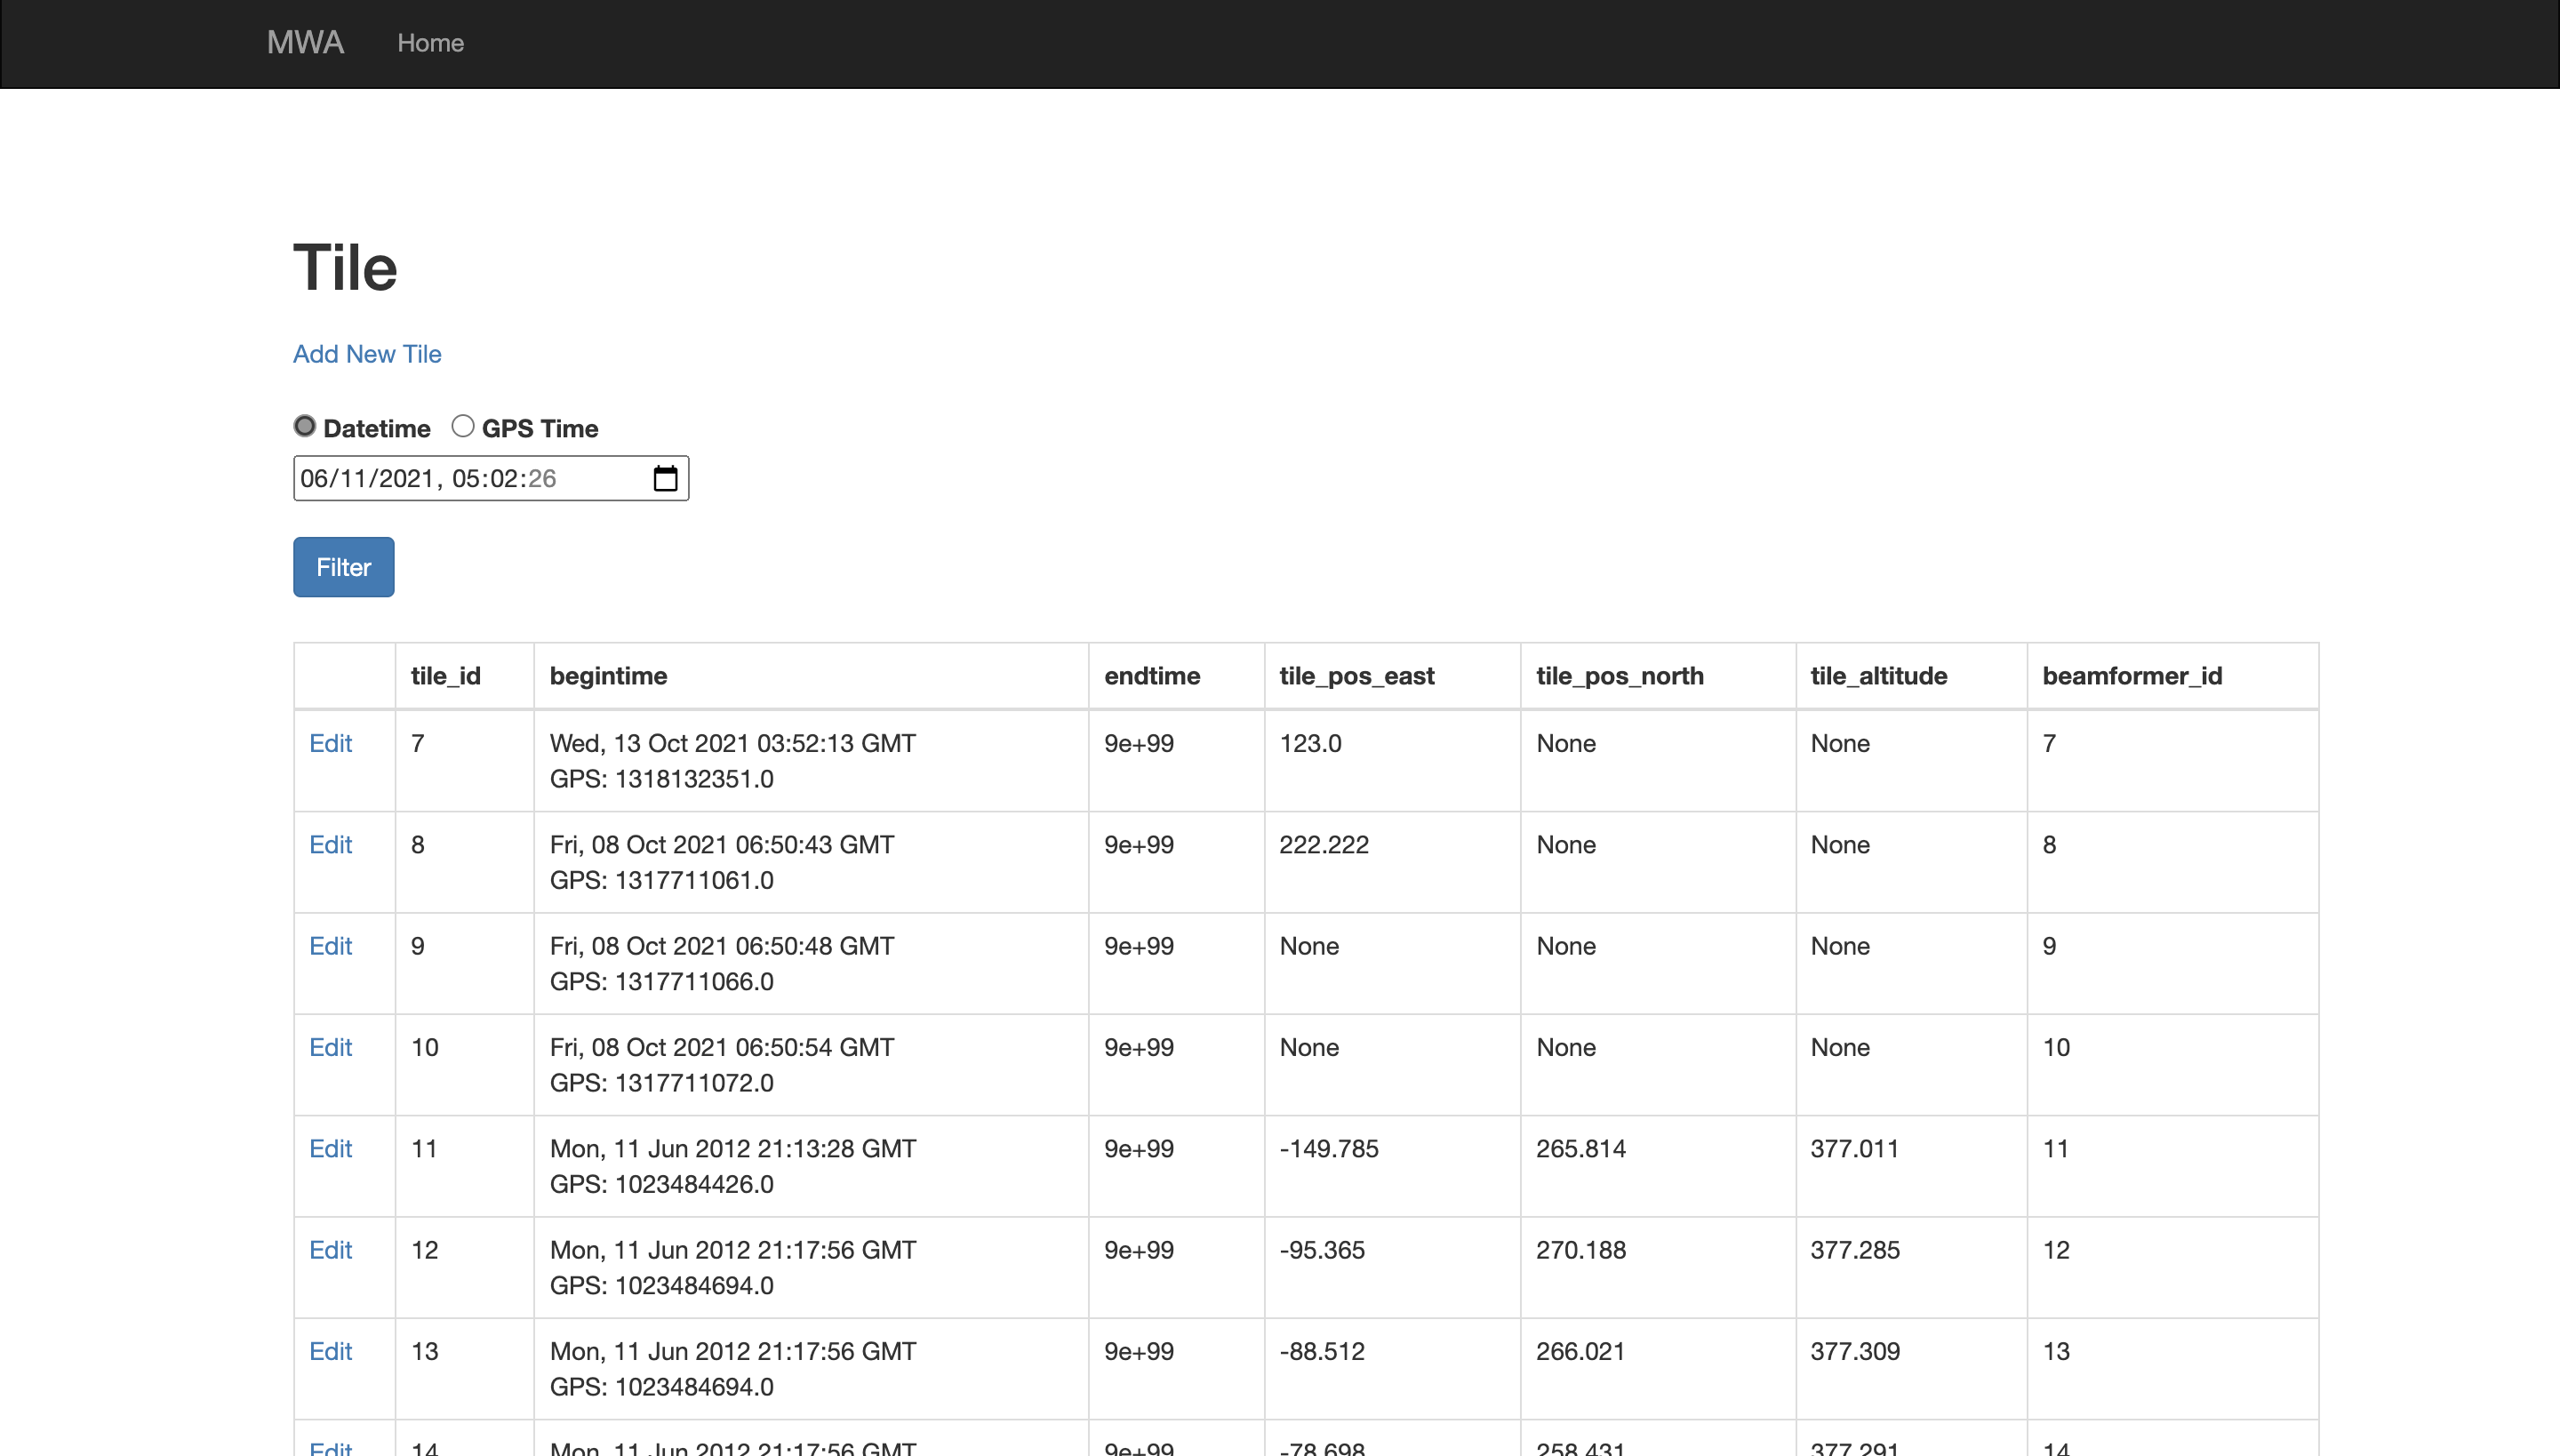 MWA Home
Tile
Add New Tile
Datetime GPS Time
06/11/2021, 05:02:26
Filter
tile_id begintime endtime tile_pos_east tile_pos_north tile_altitude beamformer_id
Edit 7 Wed, 13 Oct 2021 03:52:13 GMT 9e+99 123.0 None None 7
GPS: 1318132351.0
Edit 8 Fri, 08 Oct 2021 06:50:43 GMT 9e+99 222.222 None None 8
GPS: 1317711061.0
Edit 9 Fri, 08 Oct 2021 06:50:48 GMT 9e+99 None None None 9
GPS: 1317711066.0
Edit 10 Fri, 08 Oct 2021 06:50:54 GMT 9e+99 None None None 10
GPS: 1317711072.0
Edit 11 Mon, 11 Jun 2012 21:13:28 GMT 9e+99 -149.785 265.814 377.011 11
GPS: 1023484426.0
Edit 12 Mon, 11 Jun 2012 21:17:56 GMT 9e+99 -95.365 270.188 377.285 12
GPS: 1023484694.0
Edit 13 Mon, 11 Jun 2012 21:17:56 GMT 9e+99 -88.512 266.021 377.309 13
GPS: 1023484694.0
Edit 14 Mon, 11 Jun 2012 21:17:56 GMT 9e+99 -78.698 258.431 377.291 14